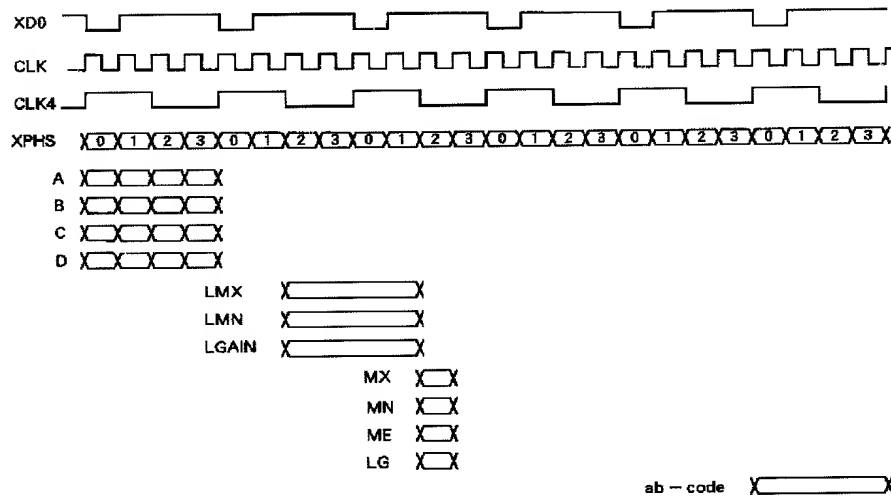 XD0
CLK
CLK4
XPHS 0 1 2 3 0 1 2 3 0 1 2 3 0 1 2 3 0 1 2 3 0 1 2 3
A
B
C
D
LMX
LMN
LGAIN
MX
MN
ME
LG
ab – code